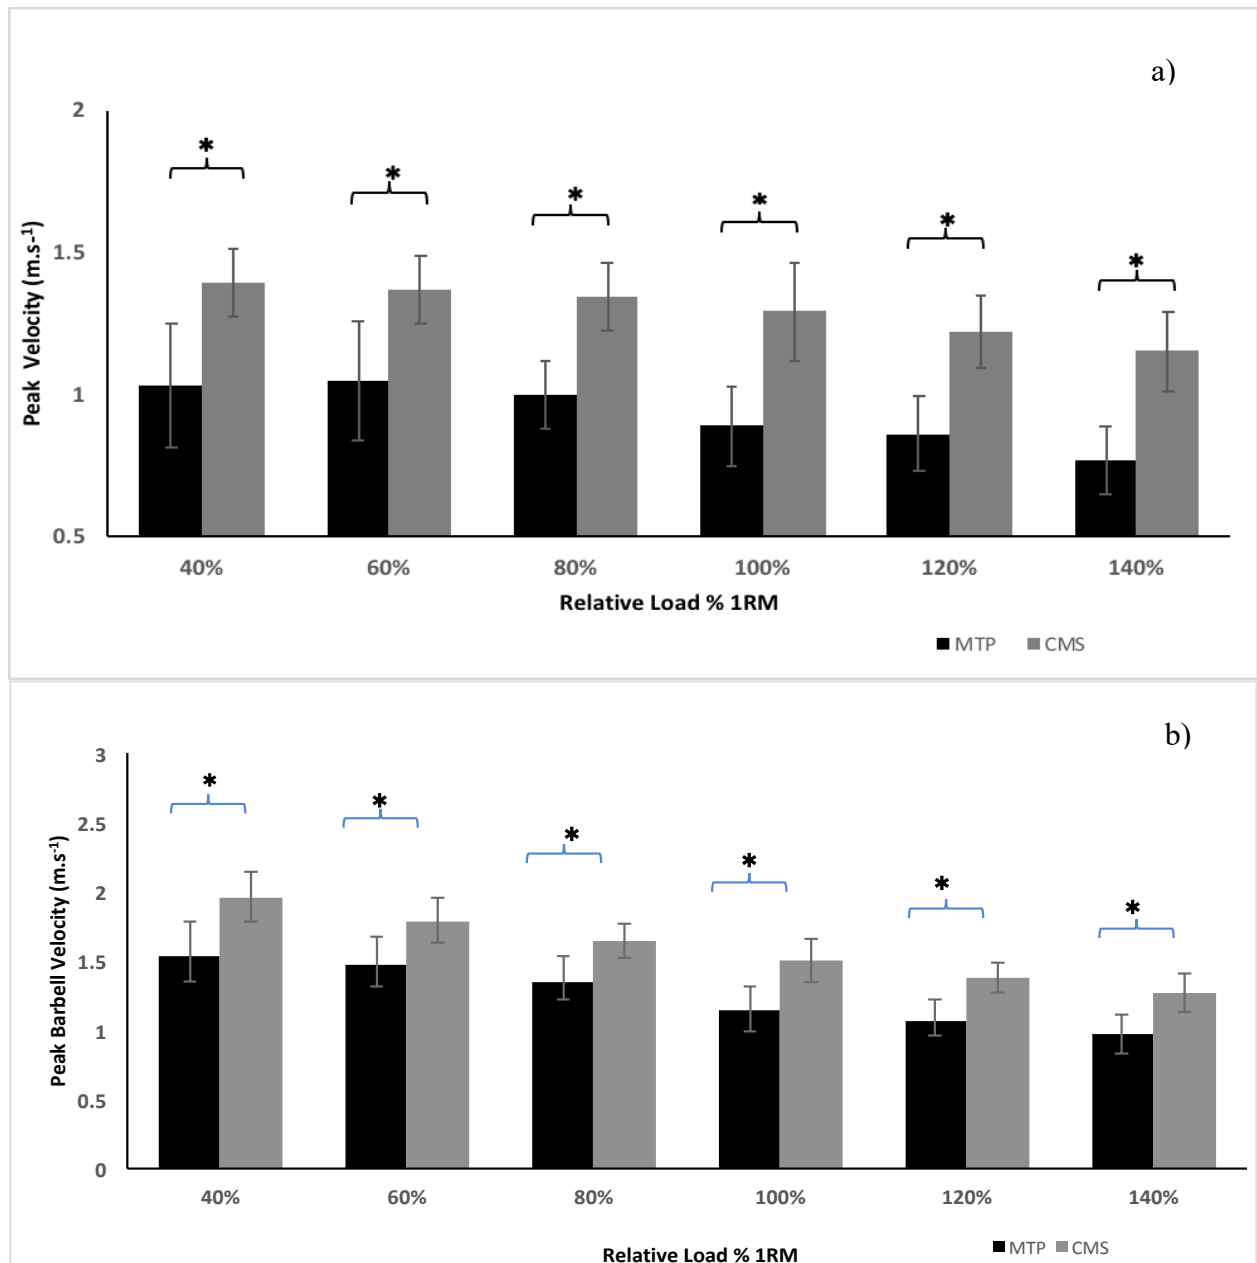 a)
2
*
*
*
*
*
*
1.5
1
0.5
Peak Velocity (m.s-1)
40% 60% 80% 100% 120% 140%
Relative Load % 1RM
MTP CMS
b)
3
*
*
*
*
*
*
2.5
2
1.5
1
0.5
0
Peak Barbell Velocity (m.s-1)
40% 60% 80% 100% 120% 140%
Relative Load % 1RM
MTP CMS